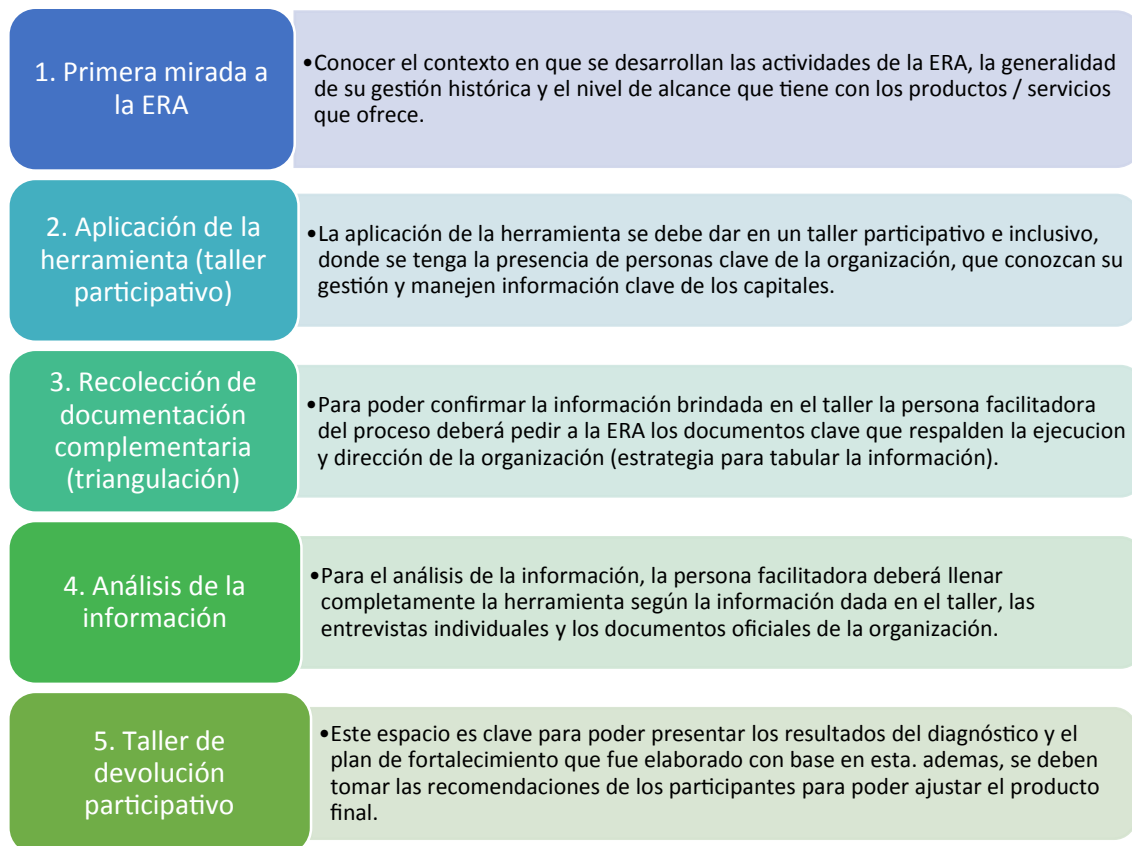 1. Primera mirada a
la ERA
•Conocer el contexto en que se desarrollan las actividades de la ERA, la generalidad
de su gestión histórica y el nivel de alcance que tiene con los productos / servicios
que ofrece.
2. Aplicación de la
herramienta (taller
participativo)
•La aplicación de la herramienta se debe dar en un taller participativo e inclusivo,
donde se tenga la presencia de personas clave de la organización, que conozcan su
gestión y manejen información clave de los capitales.
3. Recolección de
documentación
complementaria
(triangulación)
•Para poder confirmar la información brindada en el taller la persona facilitadora
del proceso deberá pedir a la ERA los documentos clave que respalden la ejecucion
y dirección de la organización (estrategia para tabular la información).
4. Análisis de la
información
•Para el análisis de la información, la persona facilitadora deberá llenar
completamente la herramienta según la información dada en el taller, las
entrevistas individuales y los documentos oficiales de la organización.
5. Taller de
devolución
participativo
•Este espacio es clave para poder presentar los resultados del diagnóstico y el
plan de fortalecimiento que fue elaborado con base en esta. ademas, se deben
tomar las recomendaciones de los participantes para poder ajustar el producto
final.